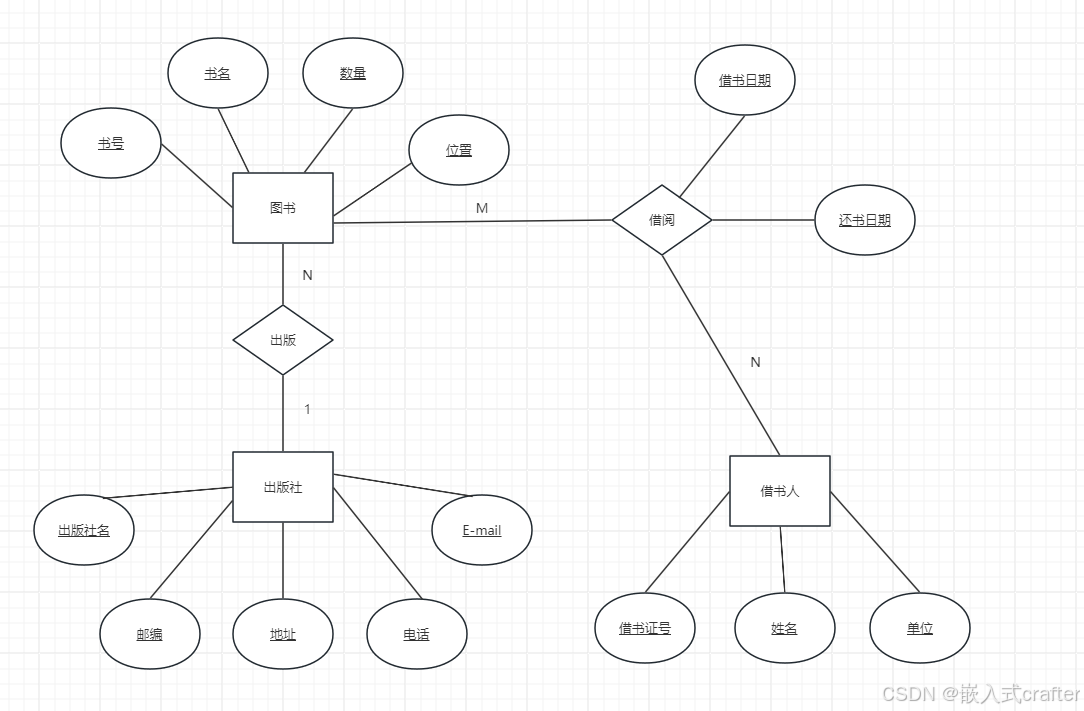 书名
数量
借书日期
书号
位置
图书
M
借阅
还书日期
N
出版
N
1
出版社
借书人
出版社名
E-mail
邮编
地址
电话
借书证号
姓名
单位
CSDN @嵌入式crafter